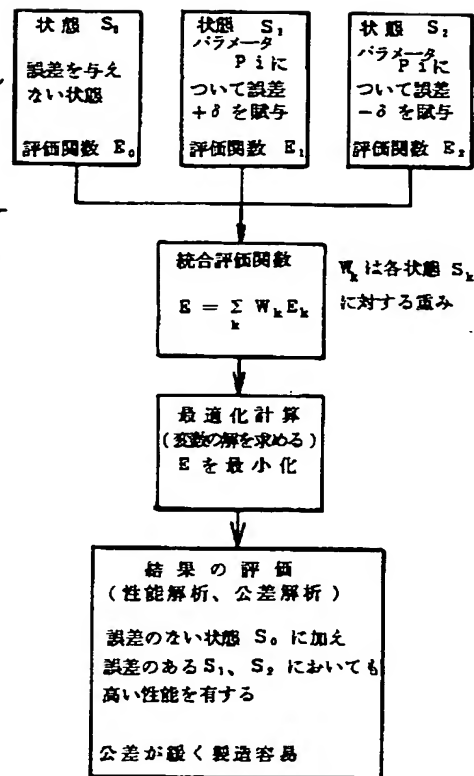 状態 S₀
誤差を与え
ない状態
評価関数 E₀
状態 S₁
パラメータ
Piに
ついて誤差
+δ を賦与
評価関数 E₁
状態 S₂
パラメータ
Piに
ついて誤差
-δ を賦与
評価関数 E₂
統合評価関数
E = Σ WₖEₖ
k
Wₖ は各状態 Sₖ
に対する重み
最適化計算
(変数の解を求める)
E を最小化
結果の評価
(性能解析、公差解析)
誤差のない状態 S₀ に加え
誤差のある S₁、S₂ においても
高い性能を有する
公差が緩く製造容易